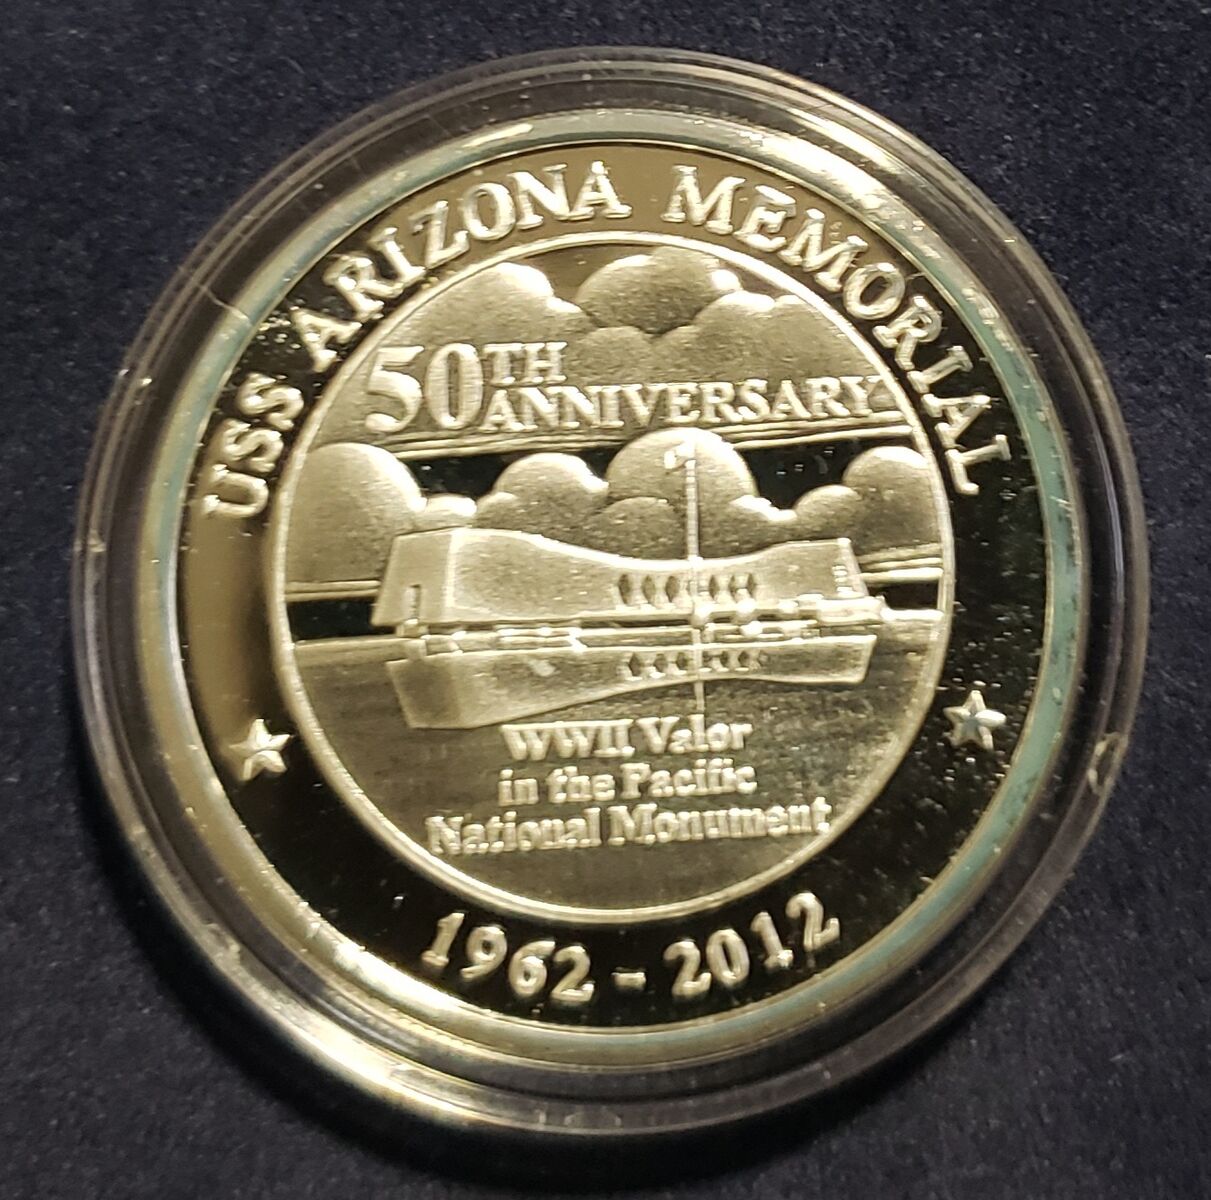 USS ARIZONA MEMORIAL
50TH
ANNIVERSARY
WWII Valor
in the Pacific
National Monument
1962 - 2012